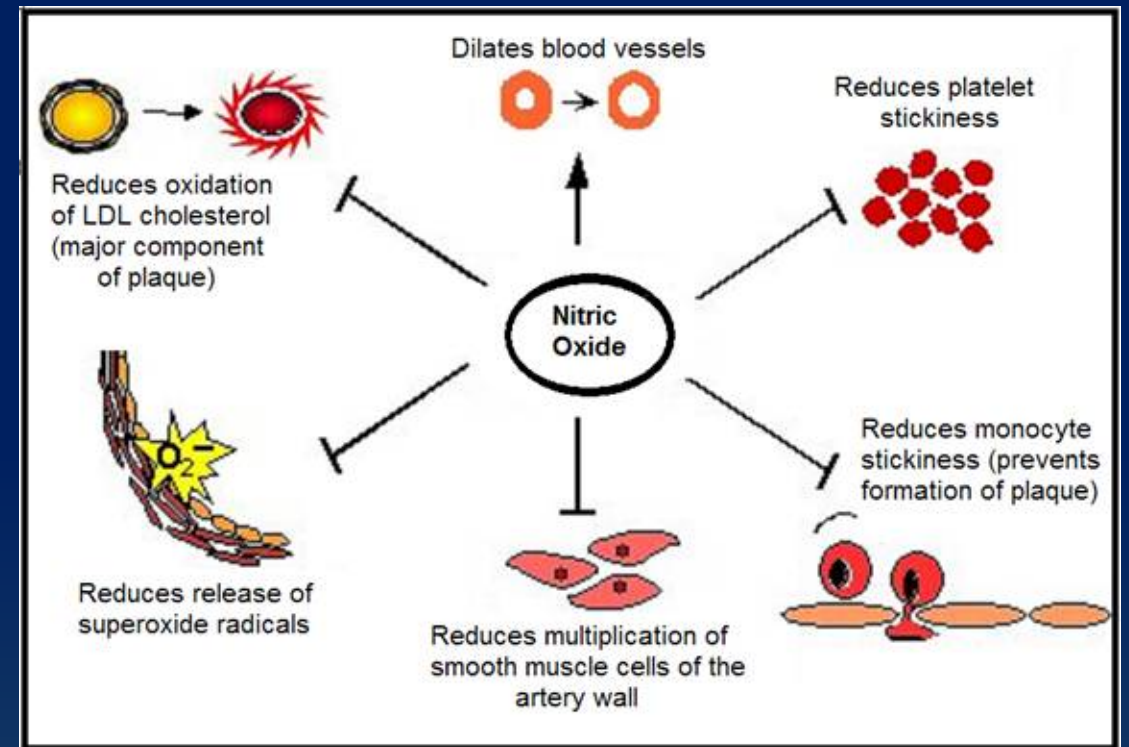 Dilates blood vessels
Reduces platelet
stickiness
Reduces oxidation
of LDL cholesterol
(major component
of plaque)
Nitric
Oxide
O2−
Reduces monocyte
stickiness (prevents
formation of plaque)
Reduces release of
superoxide radicals
Reduces multiplication of
smooth muscle cells of the
artery wall